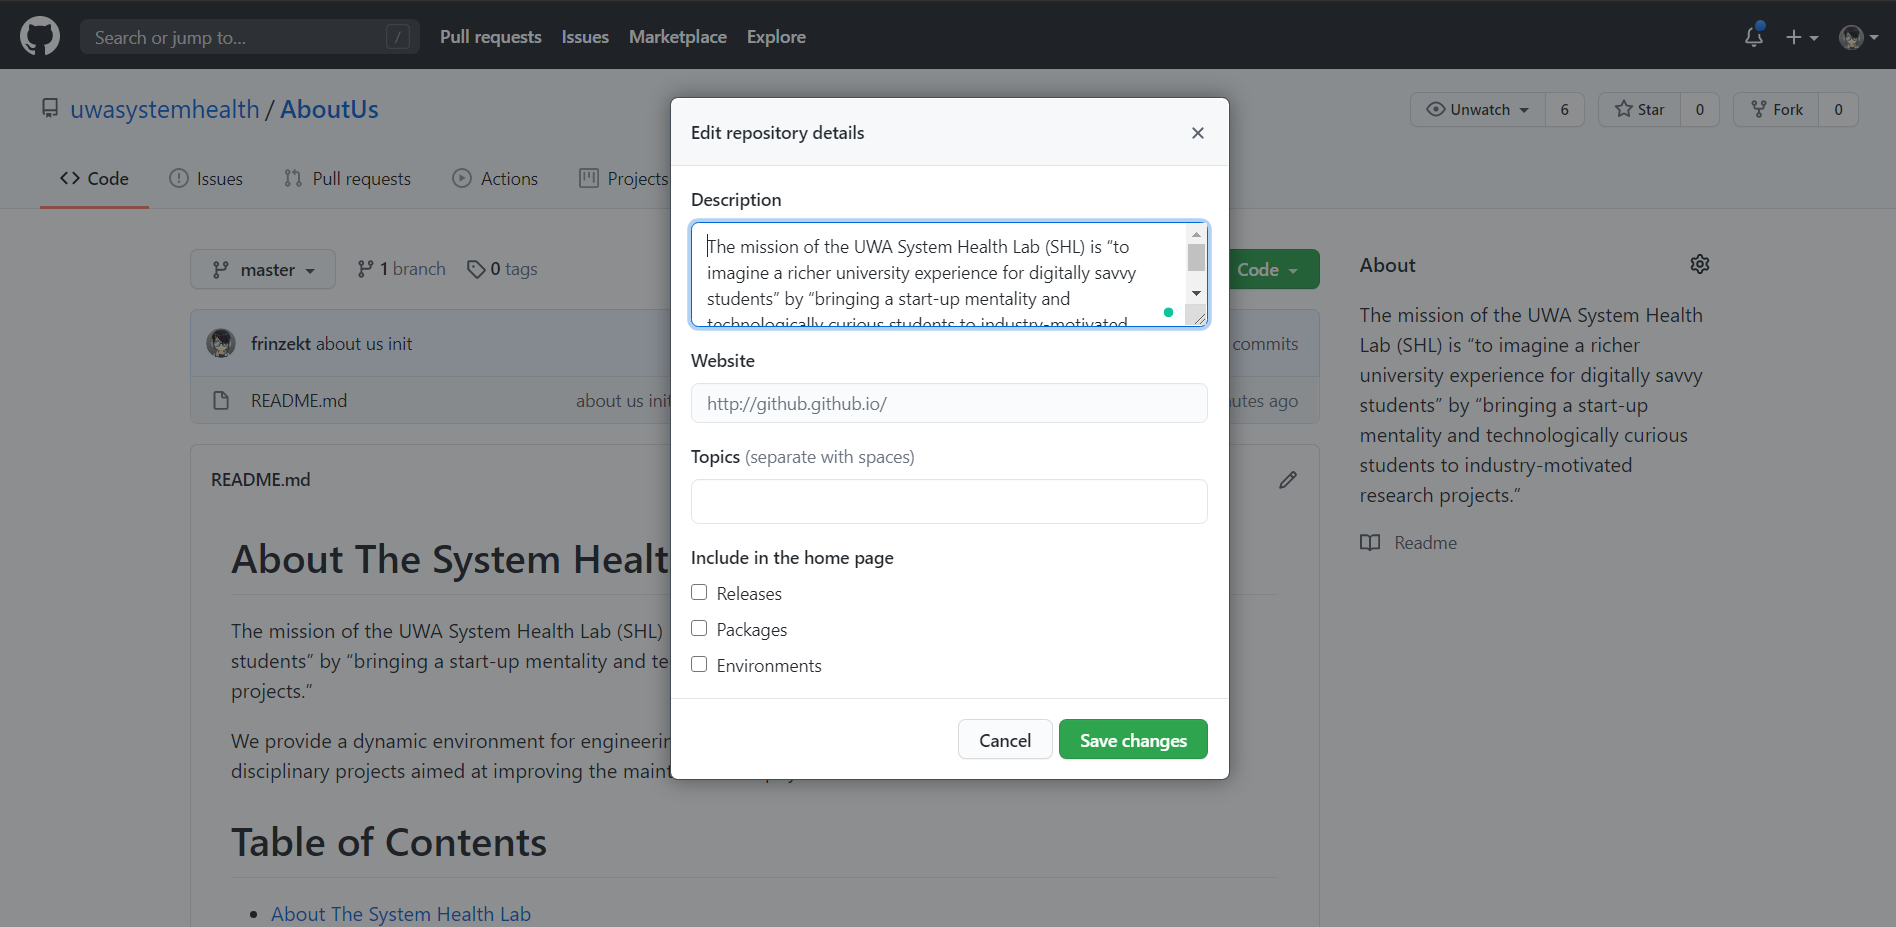 Search or jump to... /
Pull requests Issues Marketplace Explore
uwasystemhealth / AboutUs
Unwatch 6 Star 0 Fork 0
Code Issues Pull requests Actions Projects
master 1 branch 0 tags
Code
frinzekt about us init
commits
README.md about us init
ago
README.md
About The System Healt
The mission of the UWA System Health Lab (SHL)
students” by “bringing a start-up mentality and te
projects.”
We provide a dynamic environment for engineerin
disciplinary projects aimed at improving the maint
Table of Contents
About The System Health Lab
Edit repository details
Description
The mission of the UWA System Health Lab (SHL) is “to
imagine a richer university experience for digitally savvy
students” by “bringing a start-up mentality and
technologically curious students to industry-motivated
Website
http://github.github.io/
Topics (separate with spaces)
Include in the home page
Releases
Packages
Environments
Cancel Save changes
About
The mission of the UWA System Health
Lab (SHL) is “to imagine a richer
university experience for digitally savvy
students” by “bringing a start-up
mentality and technologically curious
students to industry-motivated
research projects.”
Readme